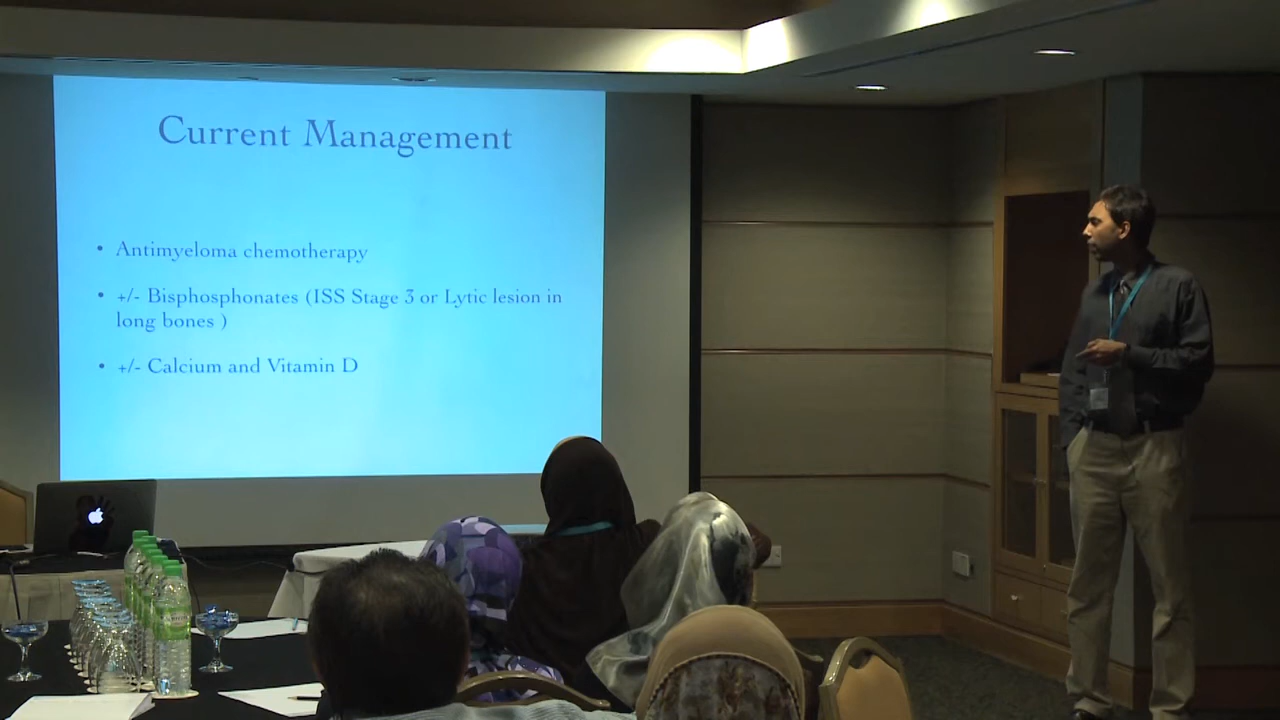 Current Management
• Antimyeloma chemotherapy
• +/- Bisphosphonates (ISS Stage 3 or Lytic lesion in
long bones )
• +/- Calcium and Vitamin D